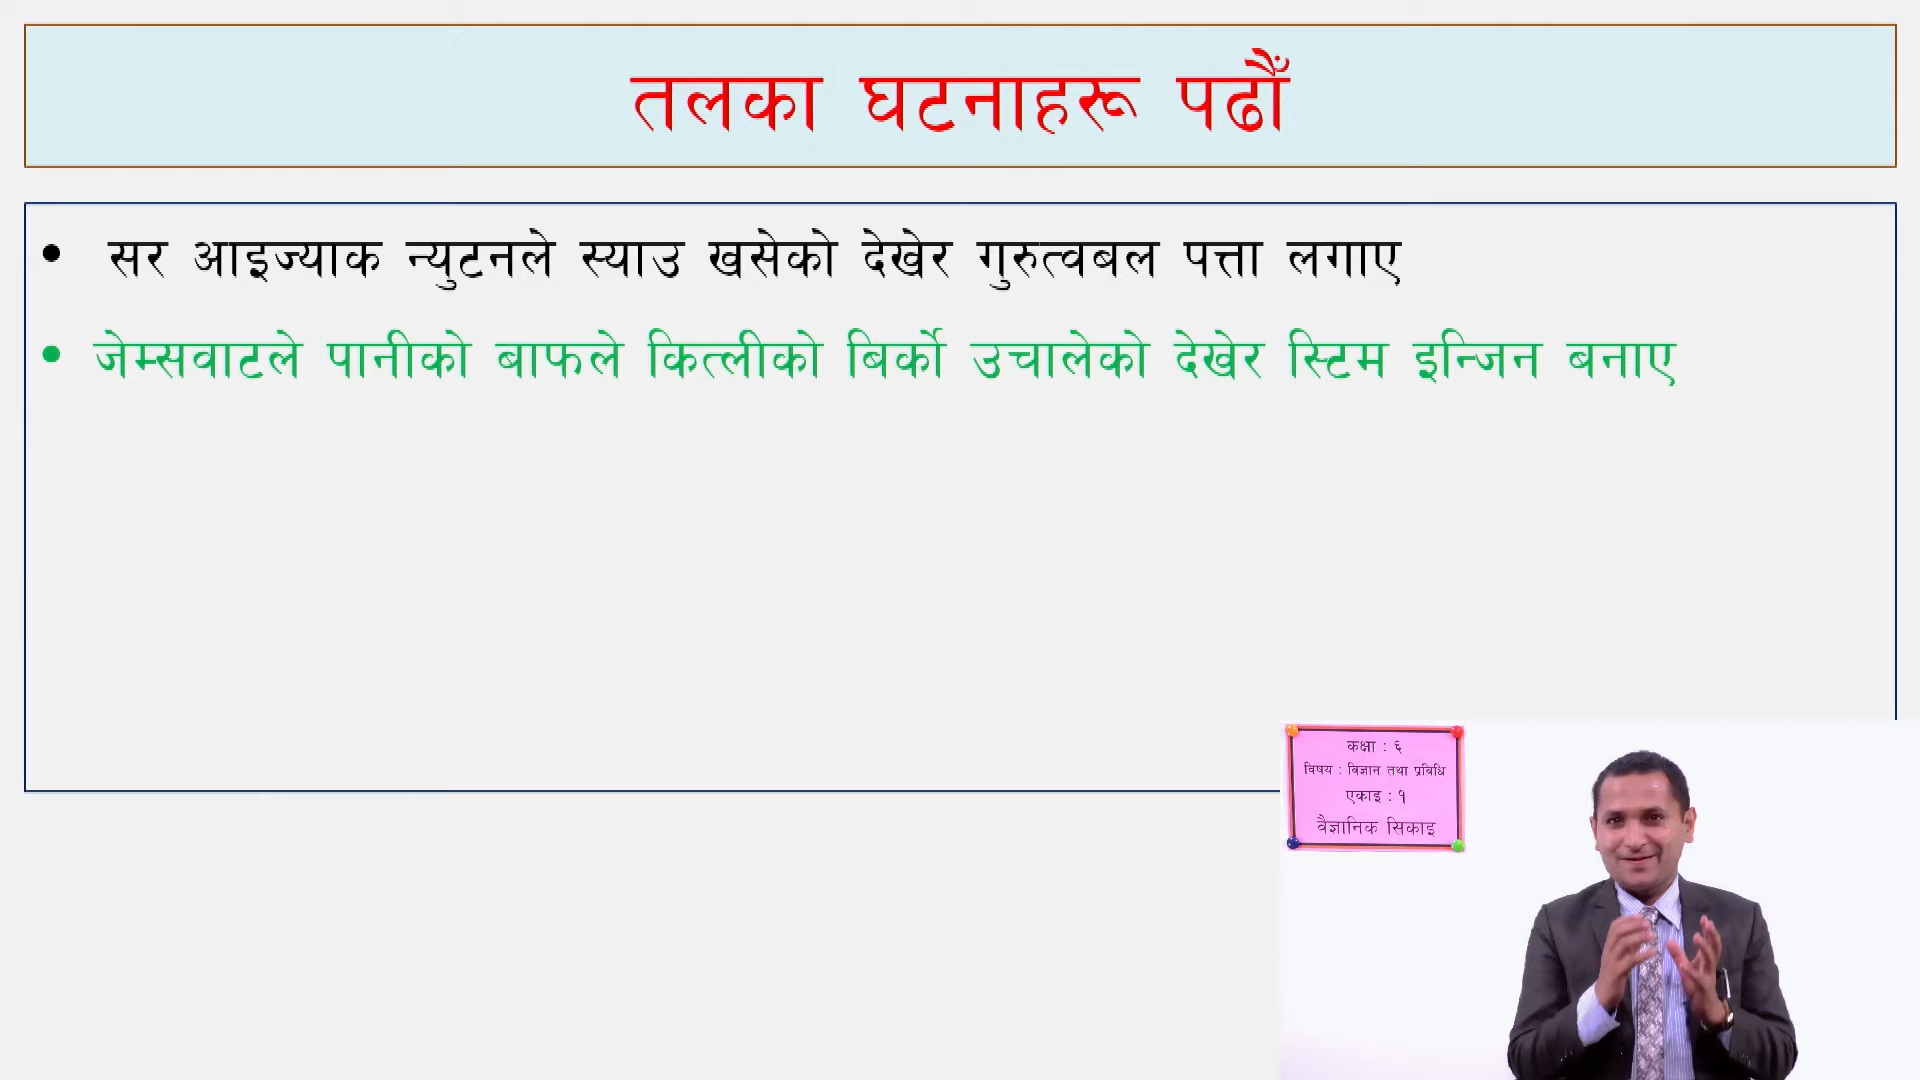 तलका घटनाहरू पढौँ
• सर आइज्याक न्युटनले स्याउ खसेको देखेर गुरुत्वबल पत्ता लगाए
• जेम्सवाटले पानीको बाफले कित्लीको बिर्को उचालेको देखेर स्टिम इन्जिन बनाए
कक्षा : ६
विषय : विज्ञान तथा प्रबिधि
एकाइ : १
वैज्ञानिक सिकाइ